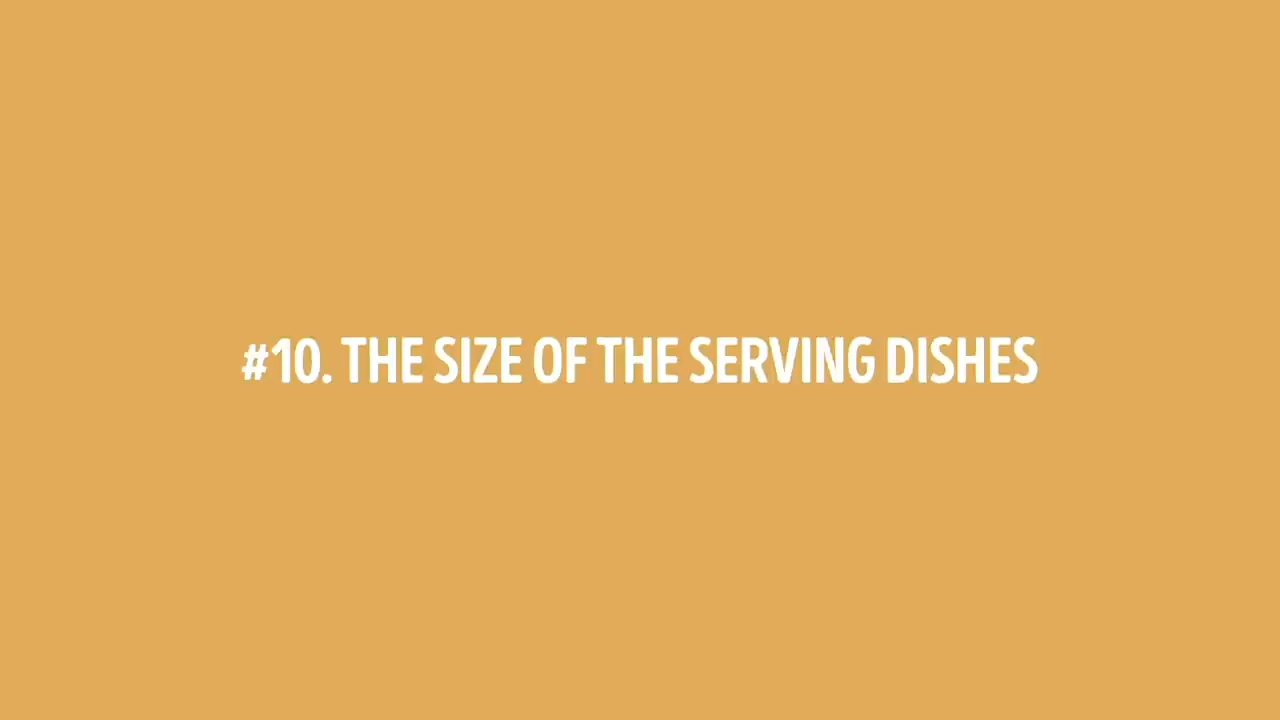 #10. THE SIZE OF THE SERVING DISHES